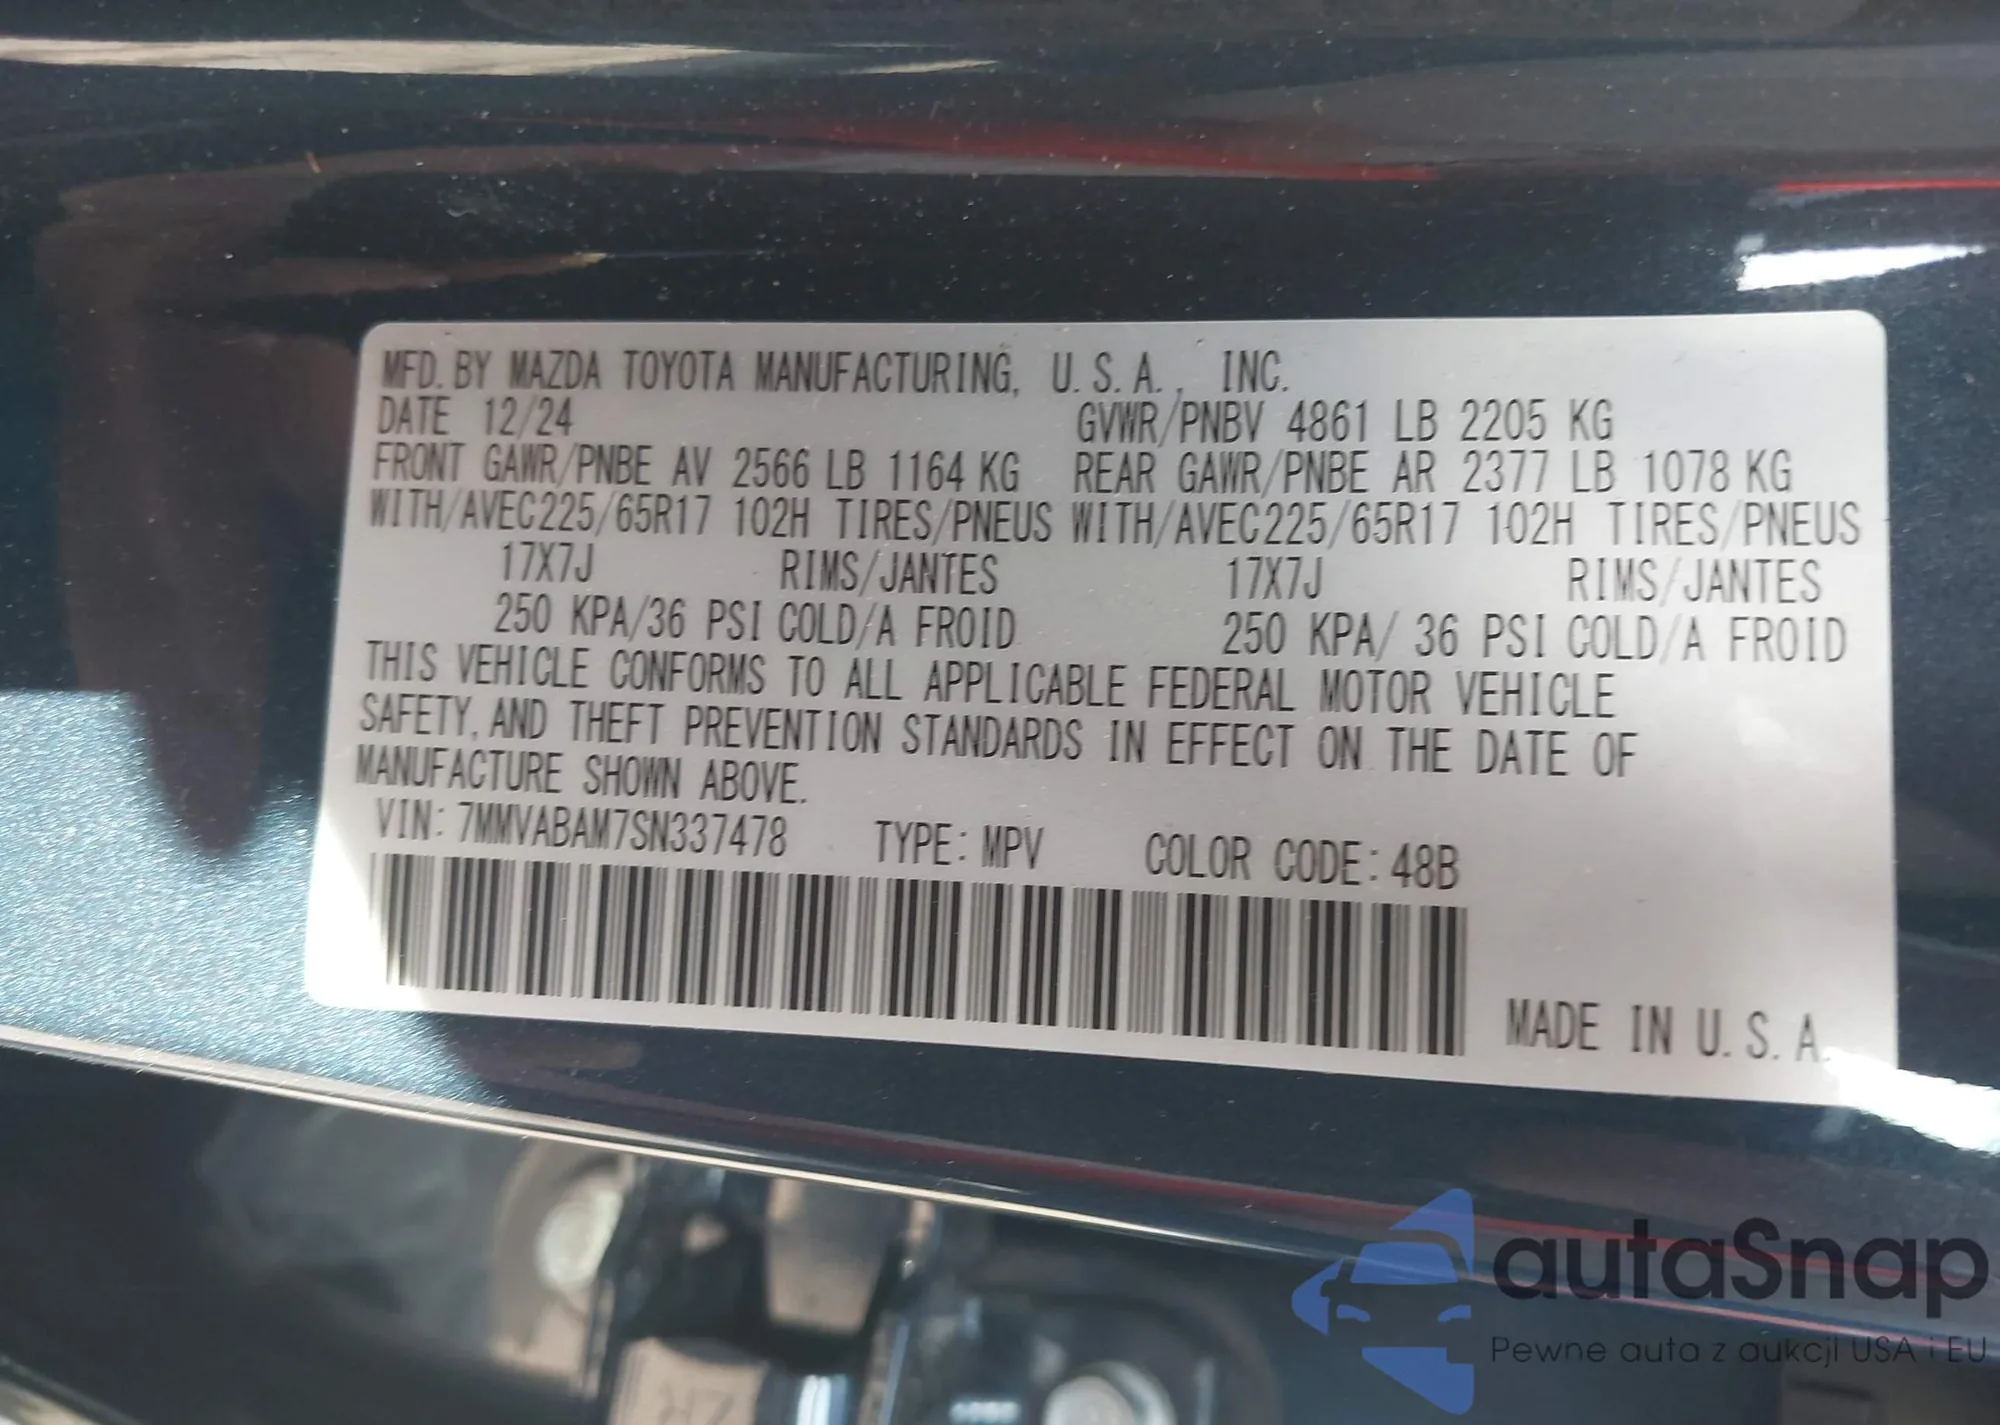 MFD. BY MAZDA TOYOTA MANUFACTURING, U.S.A., INC.
DATE 12/24 GVWR/PNBV 4861 LB 2205 KG
FRONT GAWR/PNBE AV 2566 LB 1164 KG REAR GAWR/PNBE AR 2377 LB 1078 KG
WITH/AVEC225/65R17 102H TIRES/PNEUS WITH/AVEC225/65R17 102H TIRES/PNEUS
17X7J RIMS/JANTES 17X7J RIMS/JANTES
250 KPA/36 PSI COLD/A FROID 250 KPA/ 36 PSI COLD/A FROID
THIS VEHICLE CONFORMS TO ALL APPLICABLE FEDERAL MOTOR VEHICLE
SAFETY, AND THEFT PREVENTION STANDARDS IN EFFECT ON THE DATE OF
MANUFACTURE SHOWN ABOVE.
VIN: 7MMVABAM7SN337478 TYPE: MPV COLOR CODE: 48B
MADE IN U.S.A.
autaSnap
Pewne auta z aukcji USA i EU